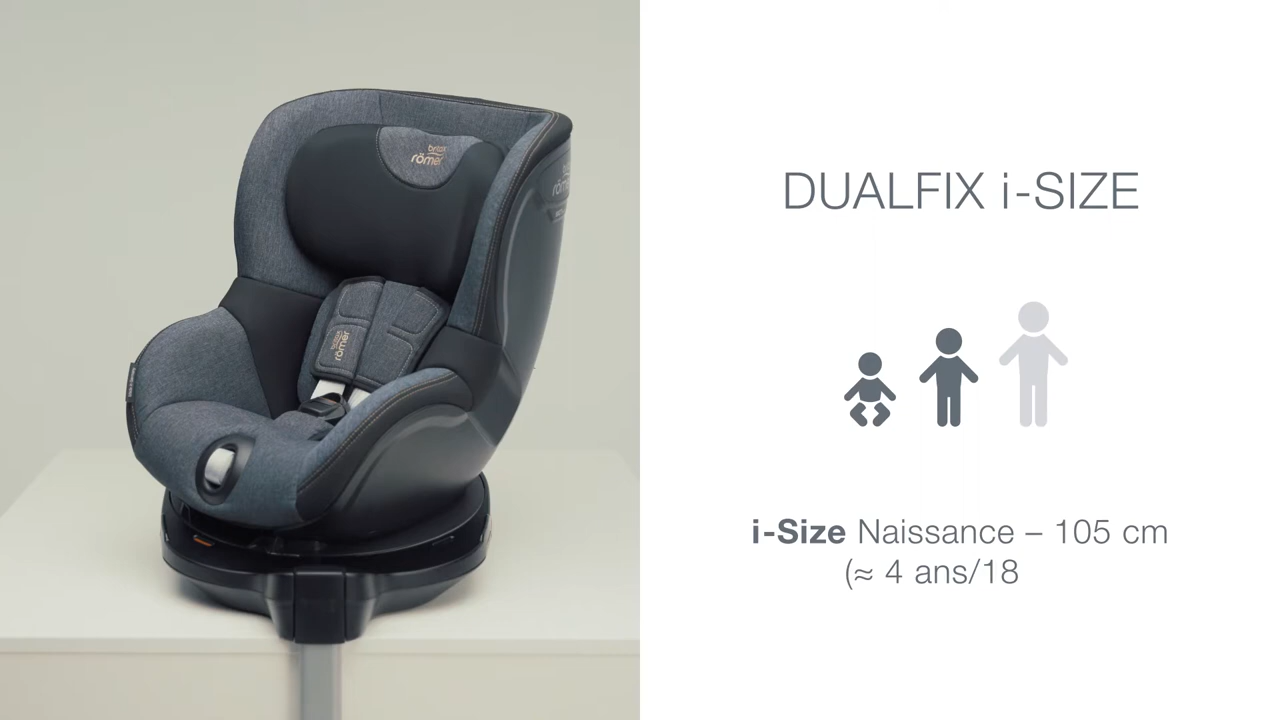 britax
römer
britax
römer
DUALFIX i-SIZE
i-Size Naissance – 105 cm
(≈ 4 ans/18